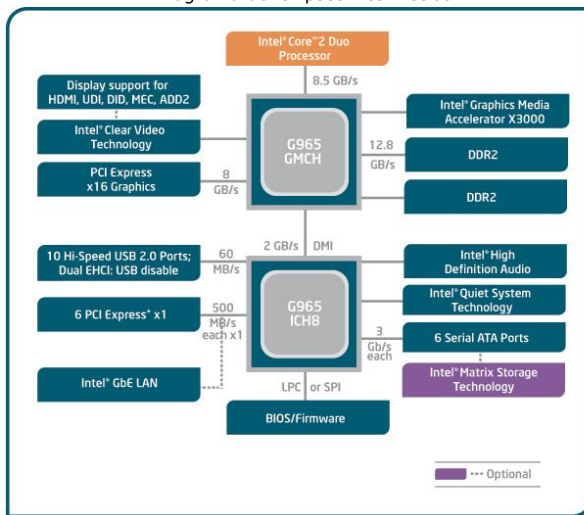 Intel® Core™2 Duo
Processor
8.5 GB/s
Display support for
HDMI, UDI, DID, MEC, ADD2
Intel® Clear Video
Technology
PCI Express
x16 Graphics
8
GB/s
G965
GMCH
12.8
GB/s
Intel® Graphics Media
Accelerator X3000
DDR2
DDR2
2 GB/s DMI
10 Hi-Speed USB 2.0 Ports;
Dual EHCI: USB disable
60
MB/s
6 PCI Express* x1
500
MB/s
each x1
Intel® GbE LAN
G965
ICH8
Intel® High
Definition Audio
Intel® Quiet System
Technology
3
Gb/s
each
6 Serial ATA Ports
Intel® Matrix Storage
Technology
LPC or SPI
BIOS/Firmware
Optional